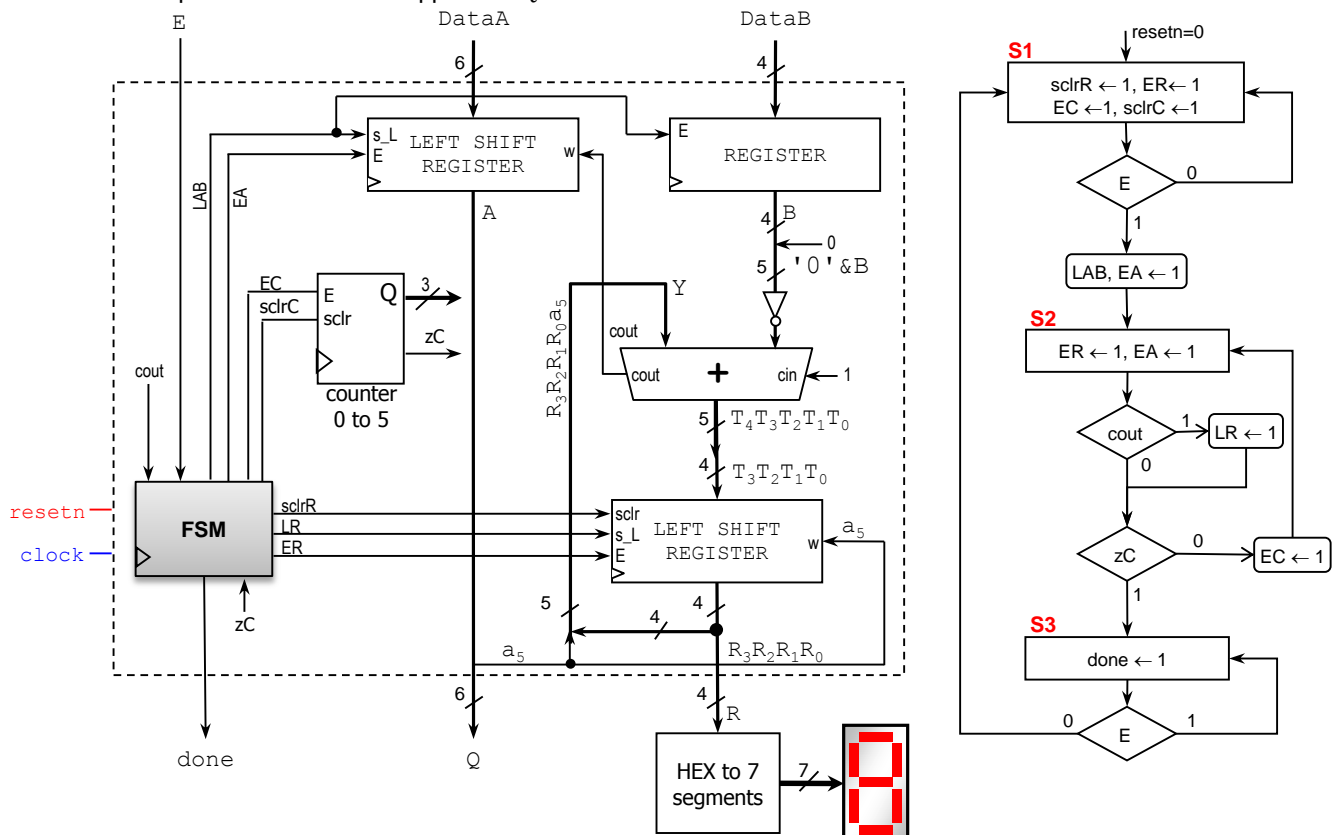 E
DataA
DataB
6
4
s_L
E
LEFT SHIFT
REGISTER
w
E
REGISTER
LAB
EA
A
4
B
0
5
'0'&B
EC
sclrC
E
sclr
Q
3
zC
counter
0 to 5
R3R2R1R0a5
Y
cout
cout
+
cin
1
cout
5
T4T3T2T1T0
4
T3T2T1T0
resetn
clock
FSM
sclrR
LR
ER
sclr
s_L
E
LEFT SHIFT
REGISTER
w
a5
zC
5
4
4
a5
R3R2R1R0
6
4
R
done
Q
HEX to 7
segments
7
resetn=0
S1
sclrR ← 1, ER← 1
EC ←1, sclrC ←1
E
0
1
LAB, EA ← 1
S2
ER ← 1, EA ← 1
cout
1
LR ← 1
0
zC
0
EC ← 1
1
S3
done ← 1
0
E
1